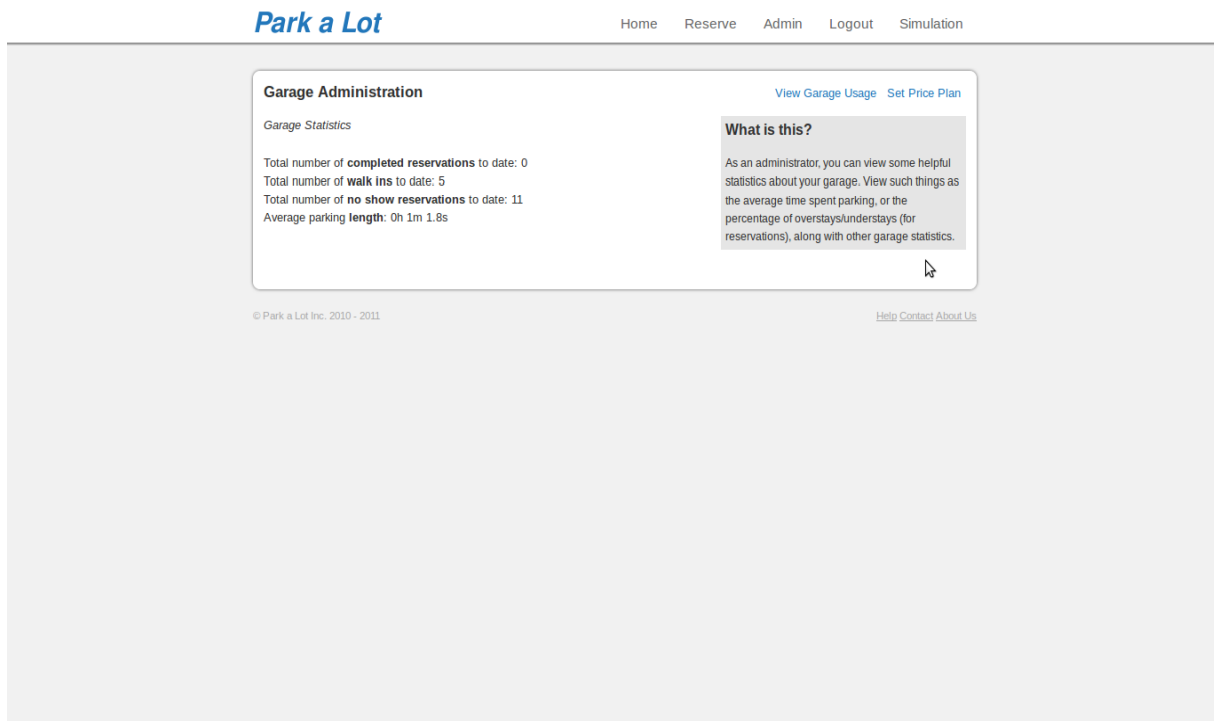 Park a Lot
Home Reserve Admin Logout Simulation
Garage Administration
View Garage Usage Set Price Plan
Garage Statistics
Total number of completed reservations to date: 0
Total number of walk ins to date: 5
Total number of no show reservations to date: 11
Average parking length: 0h 1m 1.8s
What is this?
As an administrator, you can view some helpful
statistics about your garage. View such things as
the average time spent parking, or the
percentage of overstays/understays (for
reservations), along with other garage statistics.
© Park a Lot Inc. 2010 - 2011
Help Contact About Us